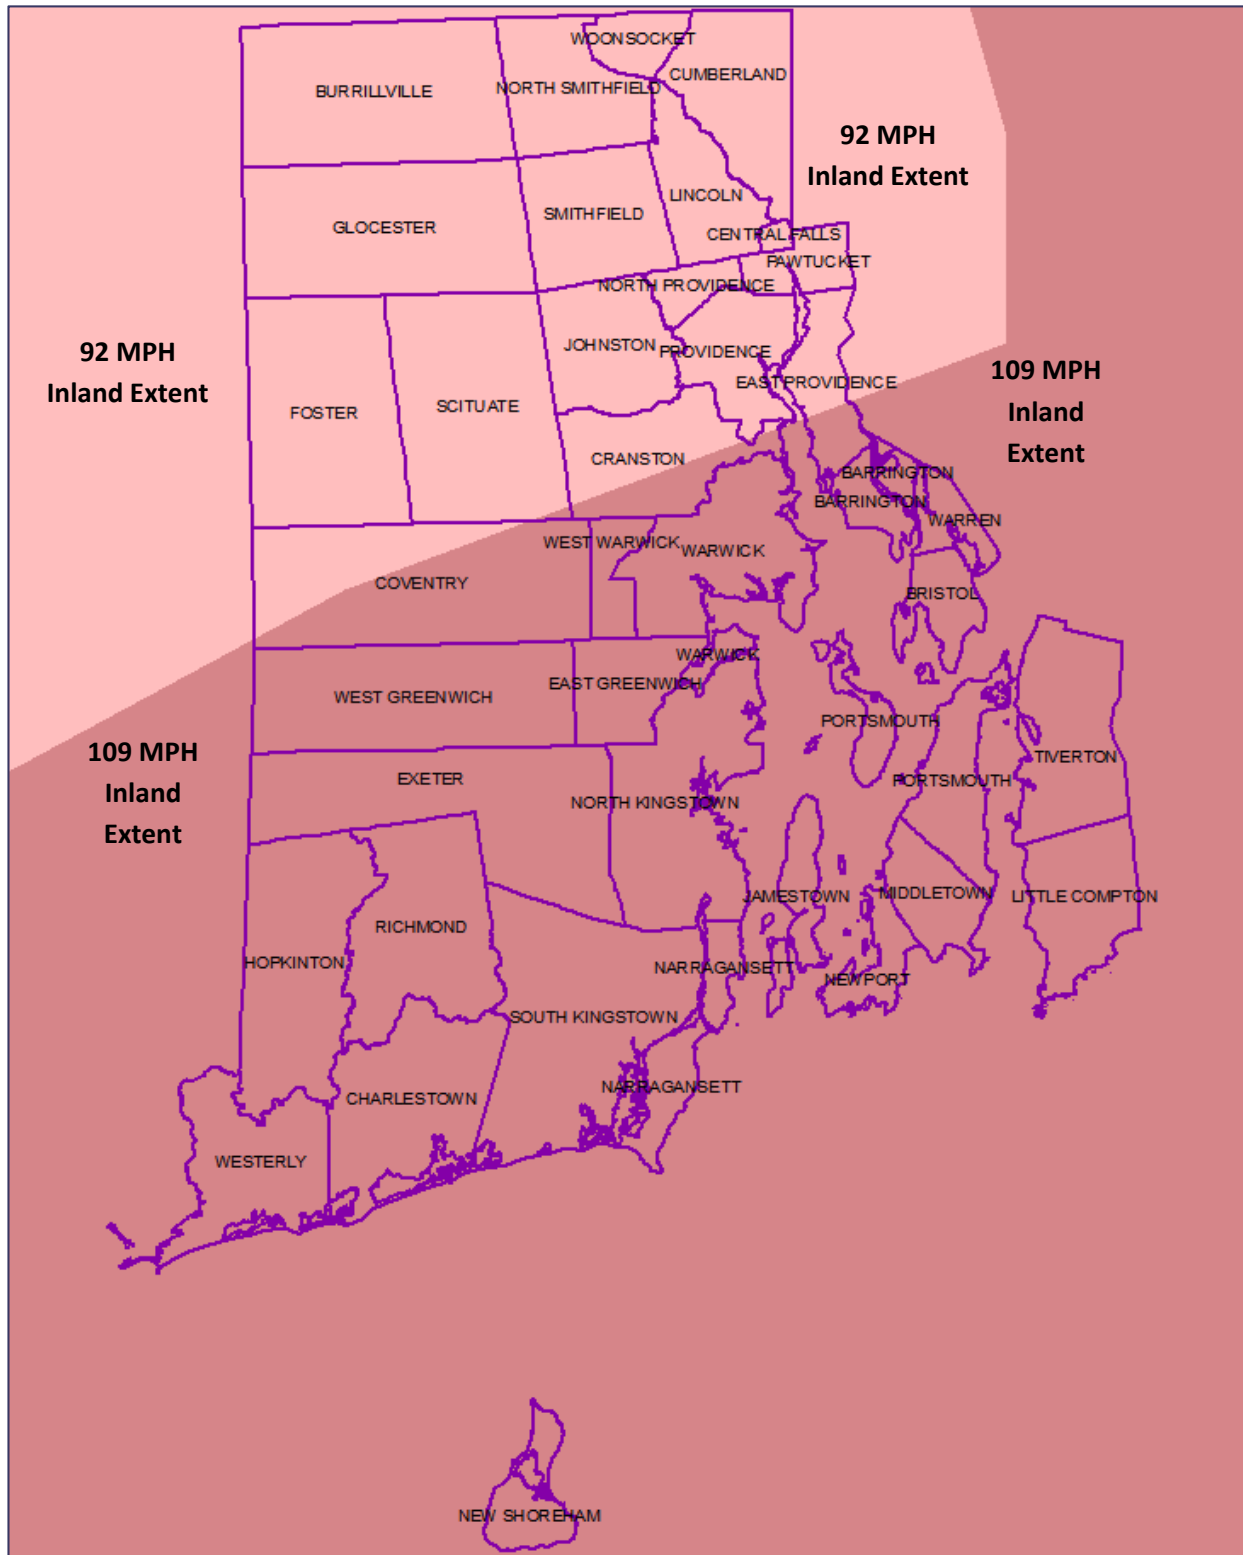 WOONSOCKET
CUMBERLAND
BURRILLVILLE
NORTH SMITHFIELD
92 MPH
Inland Extent
LINCOLN
SMITHFIELD
GLOCESTER
CENTRAL FALLS
PAWTUCKET
NORTH PROVIDENCE
92 MPH
Inland Extent
JOHNSTON
PROVIDENCE
EAST PROVIDENCE
109 MPH
Inland
Extent
FOSTER
SCITUATE
CRANSTON
BARRINGTON
BARRINGTON
WARREN
WEST WARWICK
WARWICK
COVENTRY
BRISTOL
WARWICK
EAST GREENWICH
WEST GREENWICH
PORTSMOUTH
109 MPH
Inland
Extent
TIVERTON
EXETER
PORTSMOUTH
NORTH KINGSTOWN
JAMESTOWN
MIDDLETOWN
LITTLE COMPTON
RICHMOND
HOPKINTON
NARRAGANSETT
NEWPORT
SOUTH KINGSTOWN
NARRAGANSETT
CHARLESTOWN
WESTERLY
NEW SHOREHAM